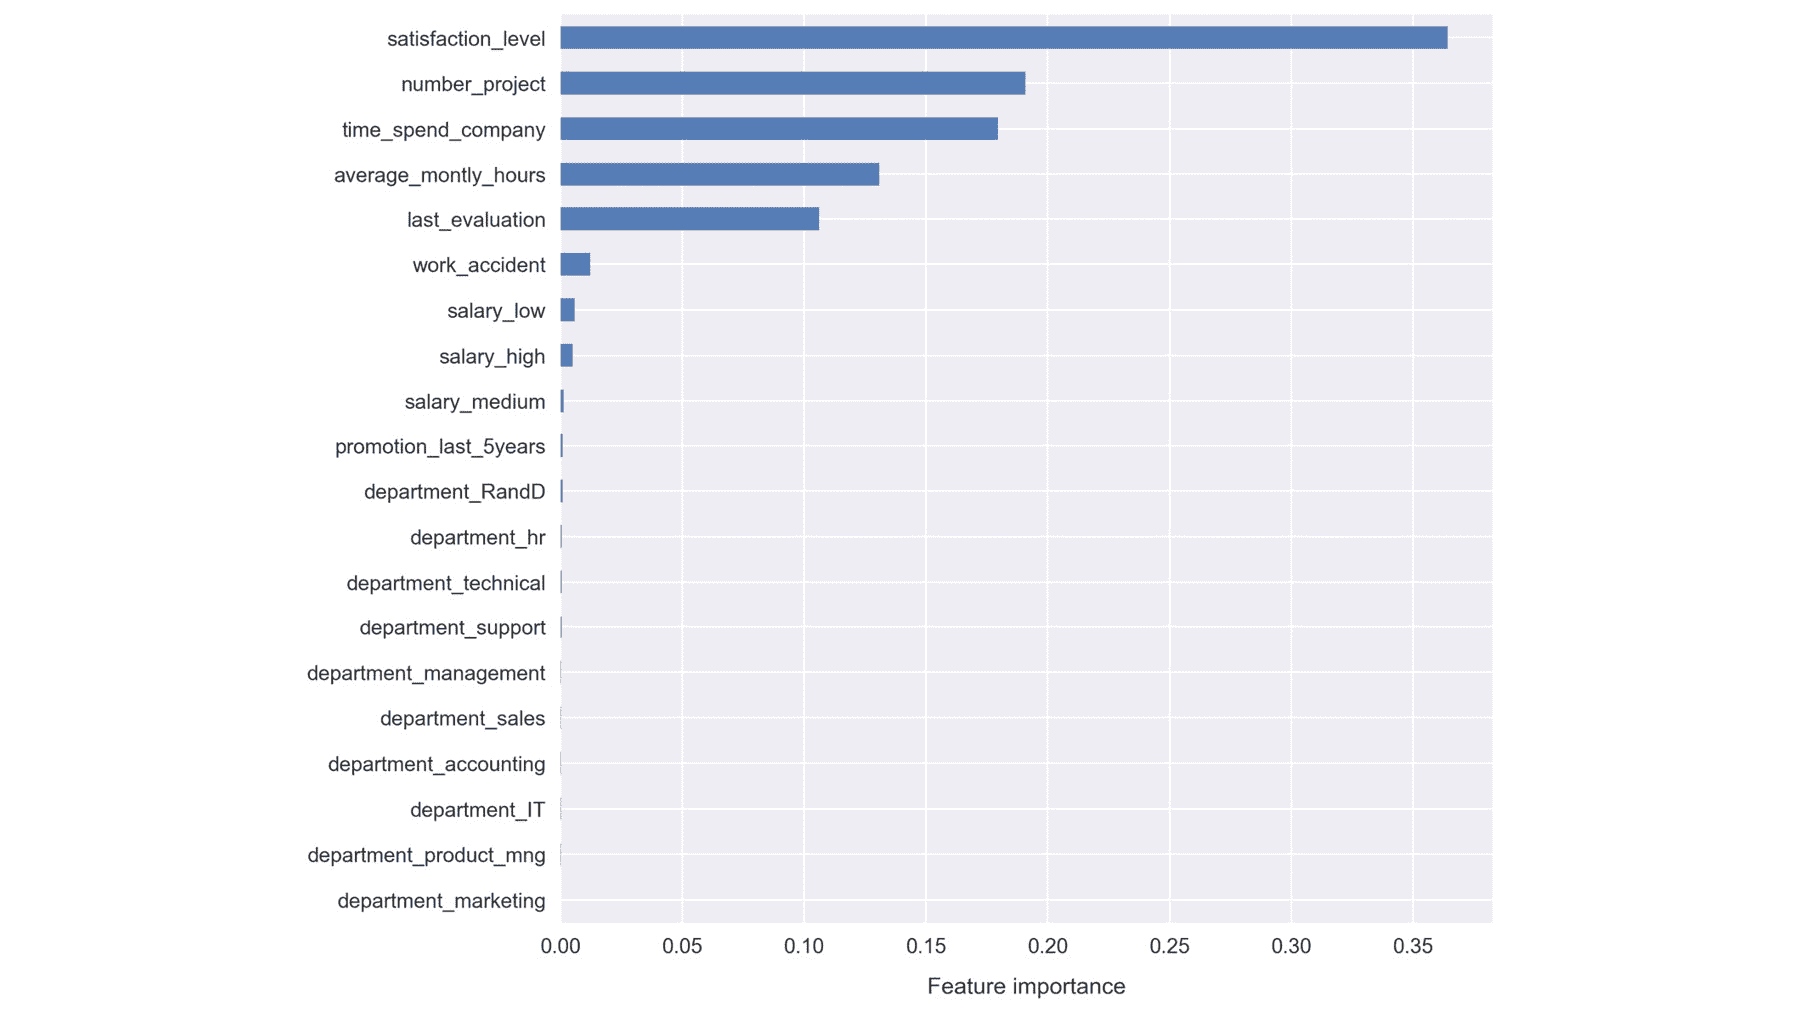 satisfaction_level
number_project
time_spend_company
average_montly_hours
last_evaluation
work_accident
salary_low
salary_high
salary_medium
promotion_last_5years
department_RandD
department_hr
department_technical
department_support
department_management
department_sales
department_accounting
department_IT
department_product_mng
department_marketing
0.00 0.05 0.10 0.15 0.20 0.25 0.30 0.35
Feature importance